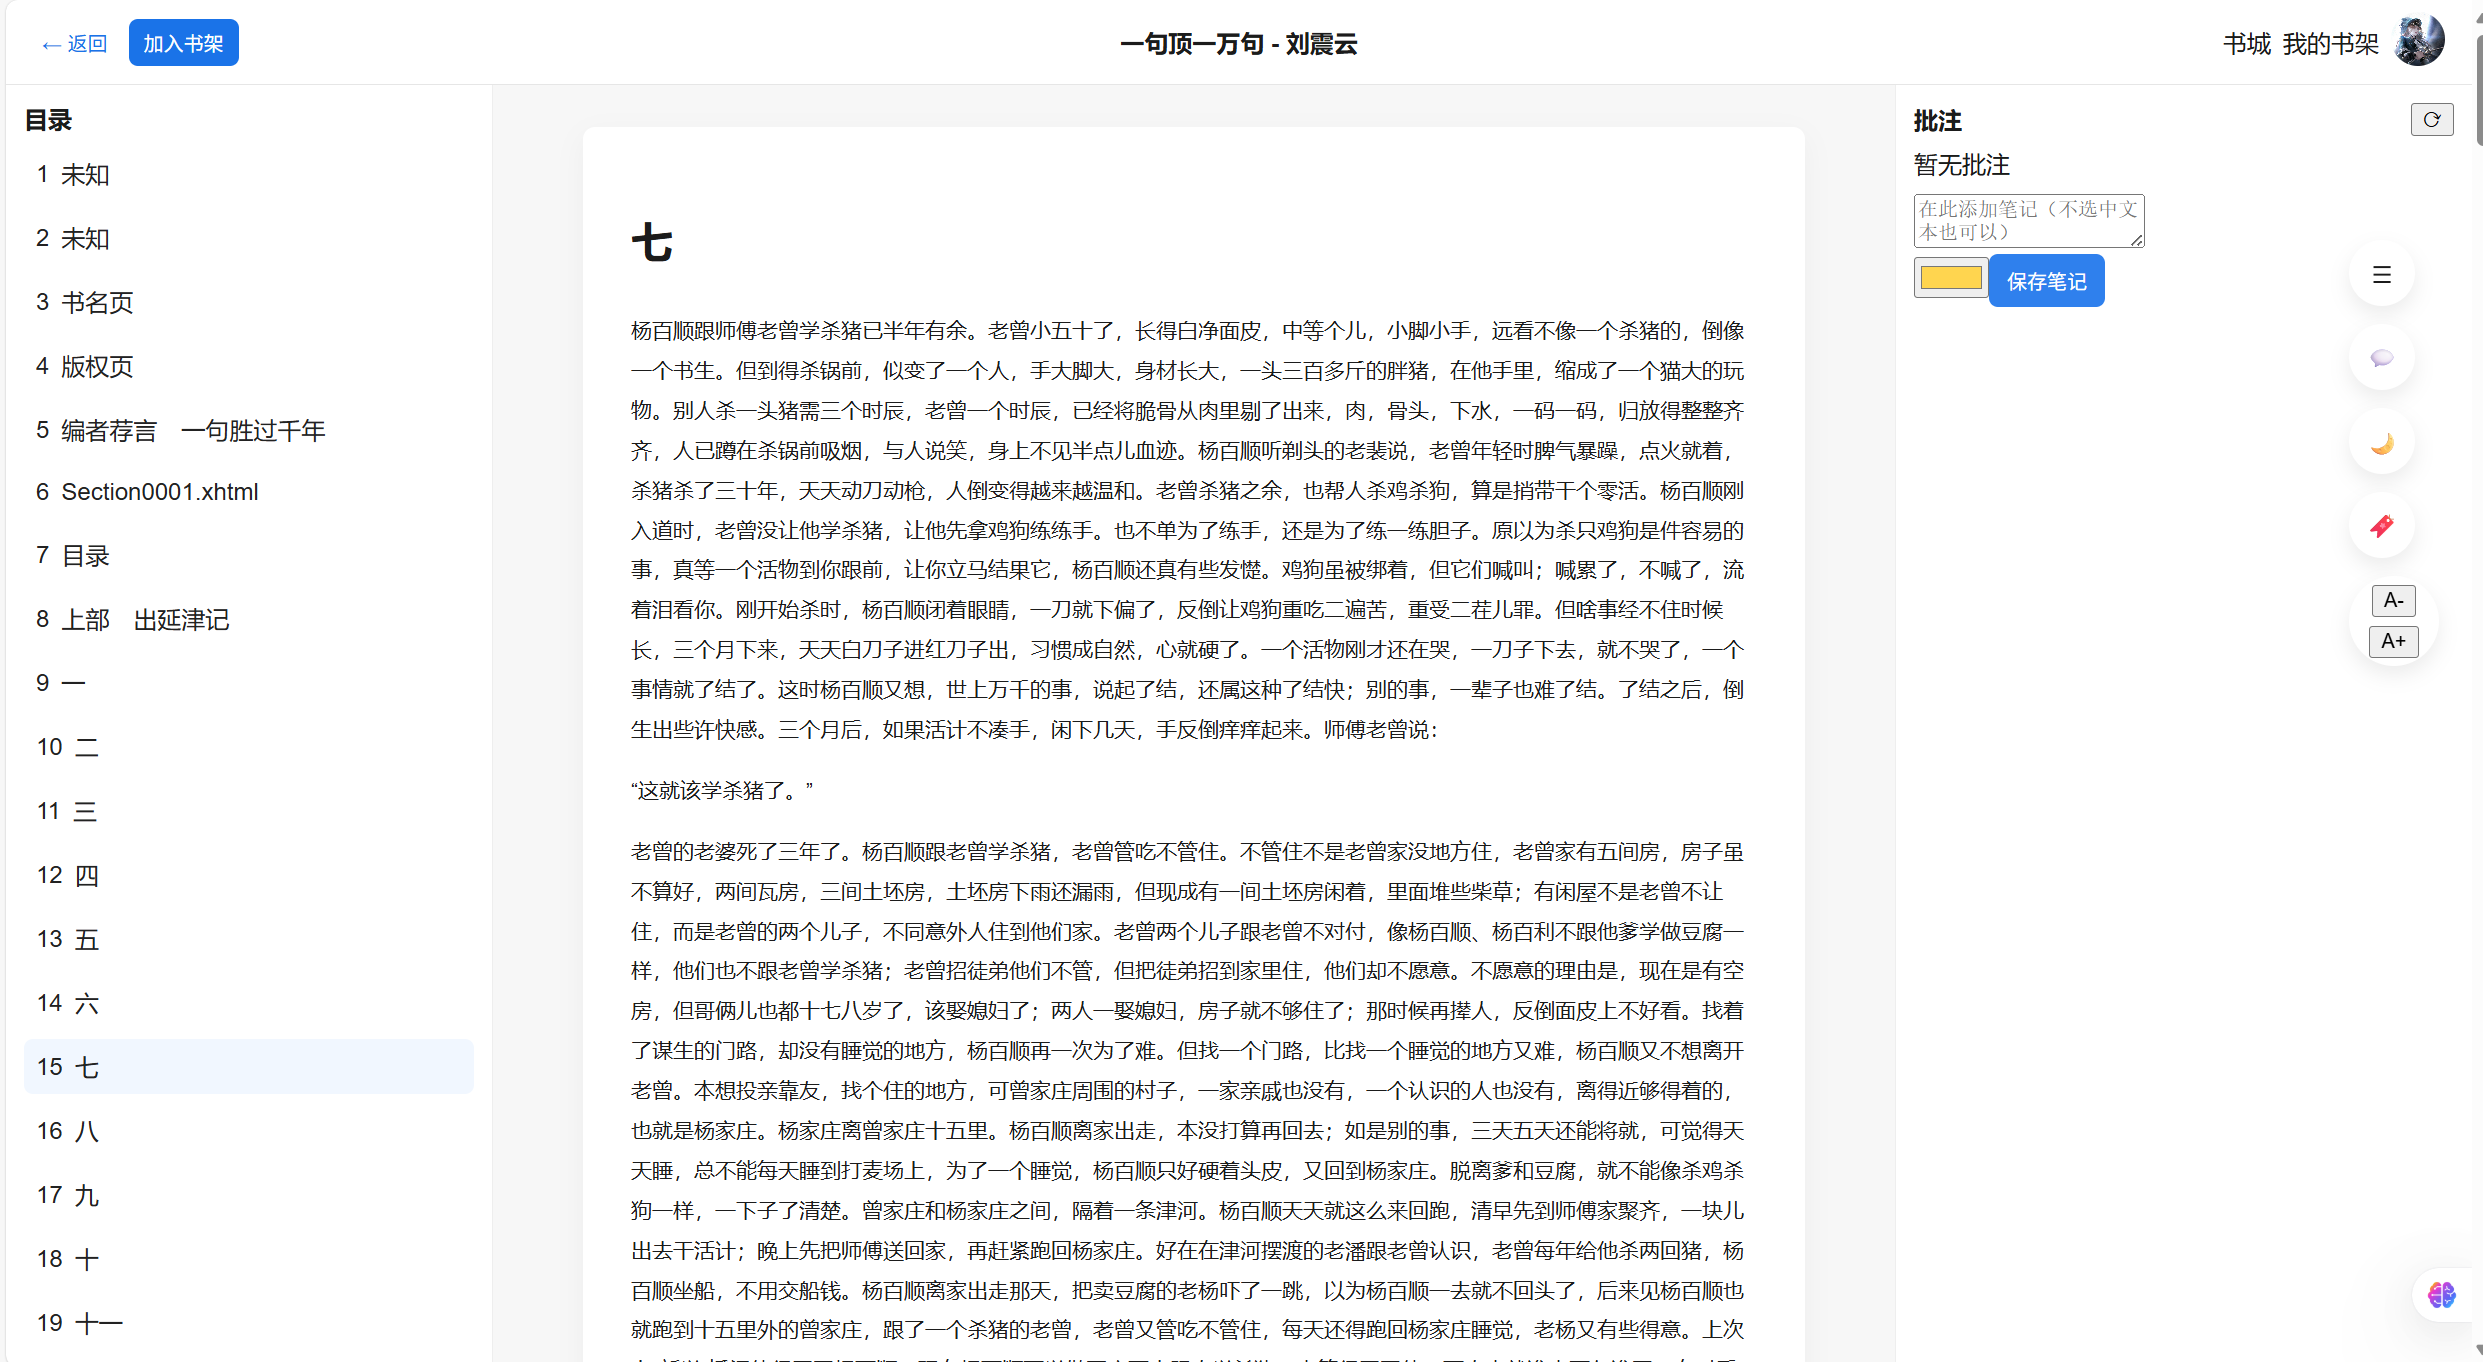 ← 返回
加入书架
一句顶一万句 - 刘震云
书城 我的书架
目录
1 未知
2 未知
3 书名页
4 版权页
5 编者荐言　一句胜过千年
6 Section0001.xhtml
7 目录
8 上部　出延津记
9 一
10 二
11 三
12 四
13 五
14 六
15 七
16 八
17 九
18 十
19 十一
七
杨百顺跟师傅老曾学杀猪已半年有余。老曾小五十了，长得白净面皮，中等个儿，小脚小手，远看不像一个杀猪的，倒像
一个书生。但到得杀锅前，似变了一个人，手大脚大，身材长大，一头三百多斤的胖猪，在他手里，缩成了一个猫大的玩
物。别人杀一头猪需三个时辰，老曾一个时辰，已经将脆骨从肉里剔了出来，肉，骨头，下水，一码一码，归放得整整齐
齐，人已蹲在杀锅前吸烟，与人说笑，身上不见半点儿血迹。杨百顺听剃头的老裴说，老曾年轻时脾气暴躁，点火就着，
杀猪杀了三十年，天天动刀动枪，人倒变得越来越温和。老曾杀猪之余，也帮人杀鸡杀狗，算是捎带干个零活。杨百顺刚
入道时，老曾没让他学杀猪，让他先拿鸡狗练练手。也不单为了练手，还是为了练一练胆子。原以为杀只鸡狗是件容易的
事，真等一个活物到你跟前，让你立马结果它，杨百顺还真有些发憷。鸡狗虽被绑着，但它们喊叫；喊累了，不喊了，流
着泪看你。刚开始杀时，杨百顺闭着眼睛，一刀就下偏了，反倒让鸡狗重吃二遍苦，重受二茬儿罪。但啥事经不住时候
长，三个月下来，天天白刀子进红刀子出，习惯成自然，心就硬了。一个活物刚才还在哭，一刀子下去，就不哭了，一个
事情就了结了。这时杨百顺又想，世上万千的事，说起了结，还属这种了结快；别的事，一辈子也难了结。了结之后，倒
生出些许快感。三个月后，如果活计不凑手，闲下几天，手反倒痒痒起来。师傅老曾说：
“这就该学杀猪了。”
老曾的老婆死了三年了。杨百顺跟老曾学杀猪，老曾管吃不管住。不管住不是老曾家没地方住，老曾家有五间房，房子虽
不算好，两间瓦房，三间土坯房，土坯房下雨还漏雨，但现成有一间土坯房闲着，里面堆些柴草；有闲屋不是老曾不让
住，而是老曾的两个儿子，不同意外人住到他们家。老曾两个儿子跟老曾不对付，像杨百顺、杨百利不跟他爹学做豆腐一
样，他们也不跟老曾学杀猪；老曾招徒弟他们不管，但把徒弟招到家里住，他们却不愿意。不愿意的理由是，现在是有空
房，但哥俩儿也都十七八岁了，该娶媳妇了；两人一娶媳妇，房子就不够住了；那时候再撵人，反倒面皮上不好看。找着
了谋生的门路，却没有睡觉的地方，杨百顺再一次为了难。但找一个门路，比找一个睡觉的地方又难，杨百顺又不想离开
老曾。本想投亲靠友，找个住的地方，可曾家庄周围的村子，一家亲戚也没有，一个认识的人也没有，离得近够得着的，
也就是杨家庄。杨家庄离曾家庄十五里。杨百顺离家出走，本没打算再回去；如是别的事，三天五天还能将就，可觉得天
天睡，总不能每天睡到打麦场上，为了一个睡觉，杨百顺只好硬着头皮，又回到杨家庄。脱离爹和豆腐，就不能像杀鸡杀
狗一样，一下子了清楚。曾家庄和杨家庄之间，隔着一条津河。杨百顺天天就这么来回跑，清早先到师傅家聚齐，一块儿
出去干活计；晚上先把师傅送回家，再赶紧跑回杨家庄。好在在津河摆渡的老潘跟老曾认识，老曾每年给他杀两回猪，杨
百顺坐船，不用交船钱。杨百顺离家出走那天，把卖豆腐的老杨吓了一跳，以为杨百顺一去就不回头了，后来见杨百顺也
就跑到十五里外的曾家庄，跟了一个杀猪的老曾，老曾又管吃不管住，每天还得跑回杨家庄睡觉，老杨又有些得意。上次
批注
暂无批注
在此添加笔记（不选中文
本也可以）
保存笔记
A-
A+